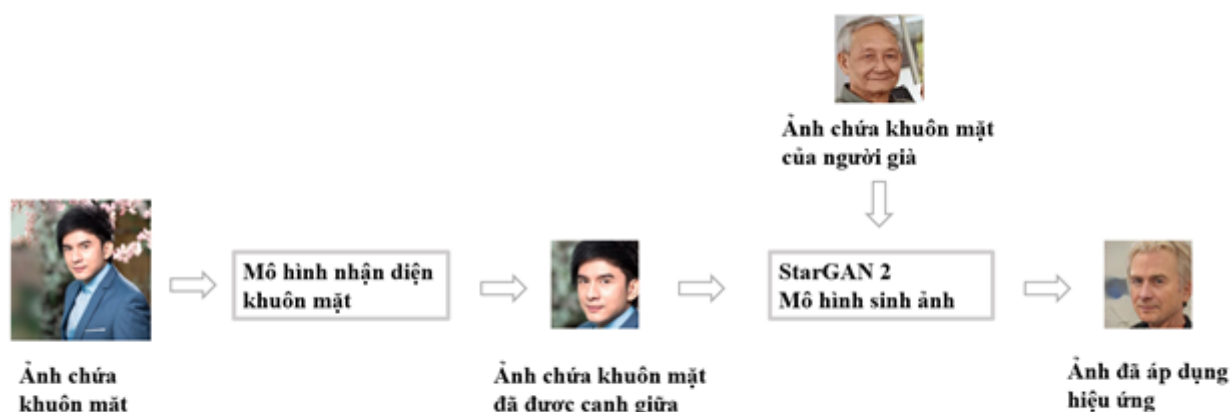 Ảnh chứa khuôn mặt
của người già
Mô hình nhận diện
khuôn mặt
StarGAN 2
Mô hình sinh ảnh
Ảnh chứa
khuôn mặt
Ảnh chứa khuôn mặt
đã được canh giữa
Ảnh đã áp dụng
hiệu ứng